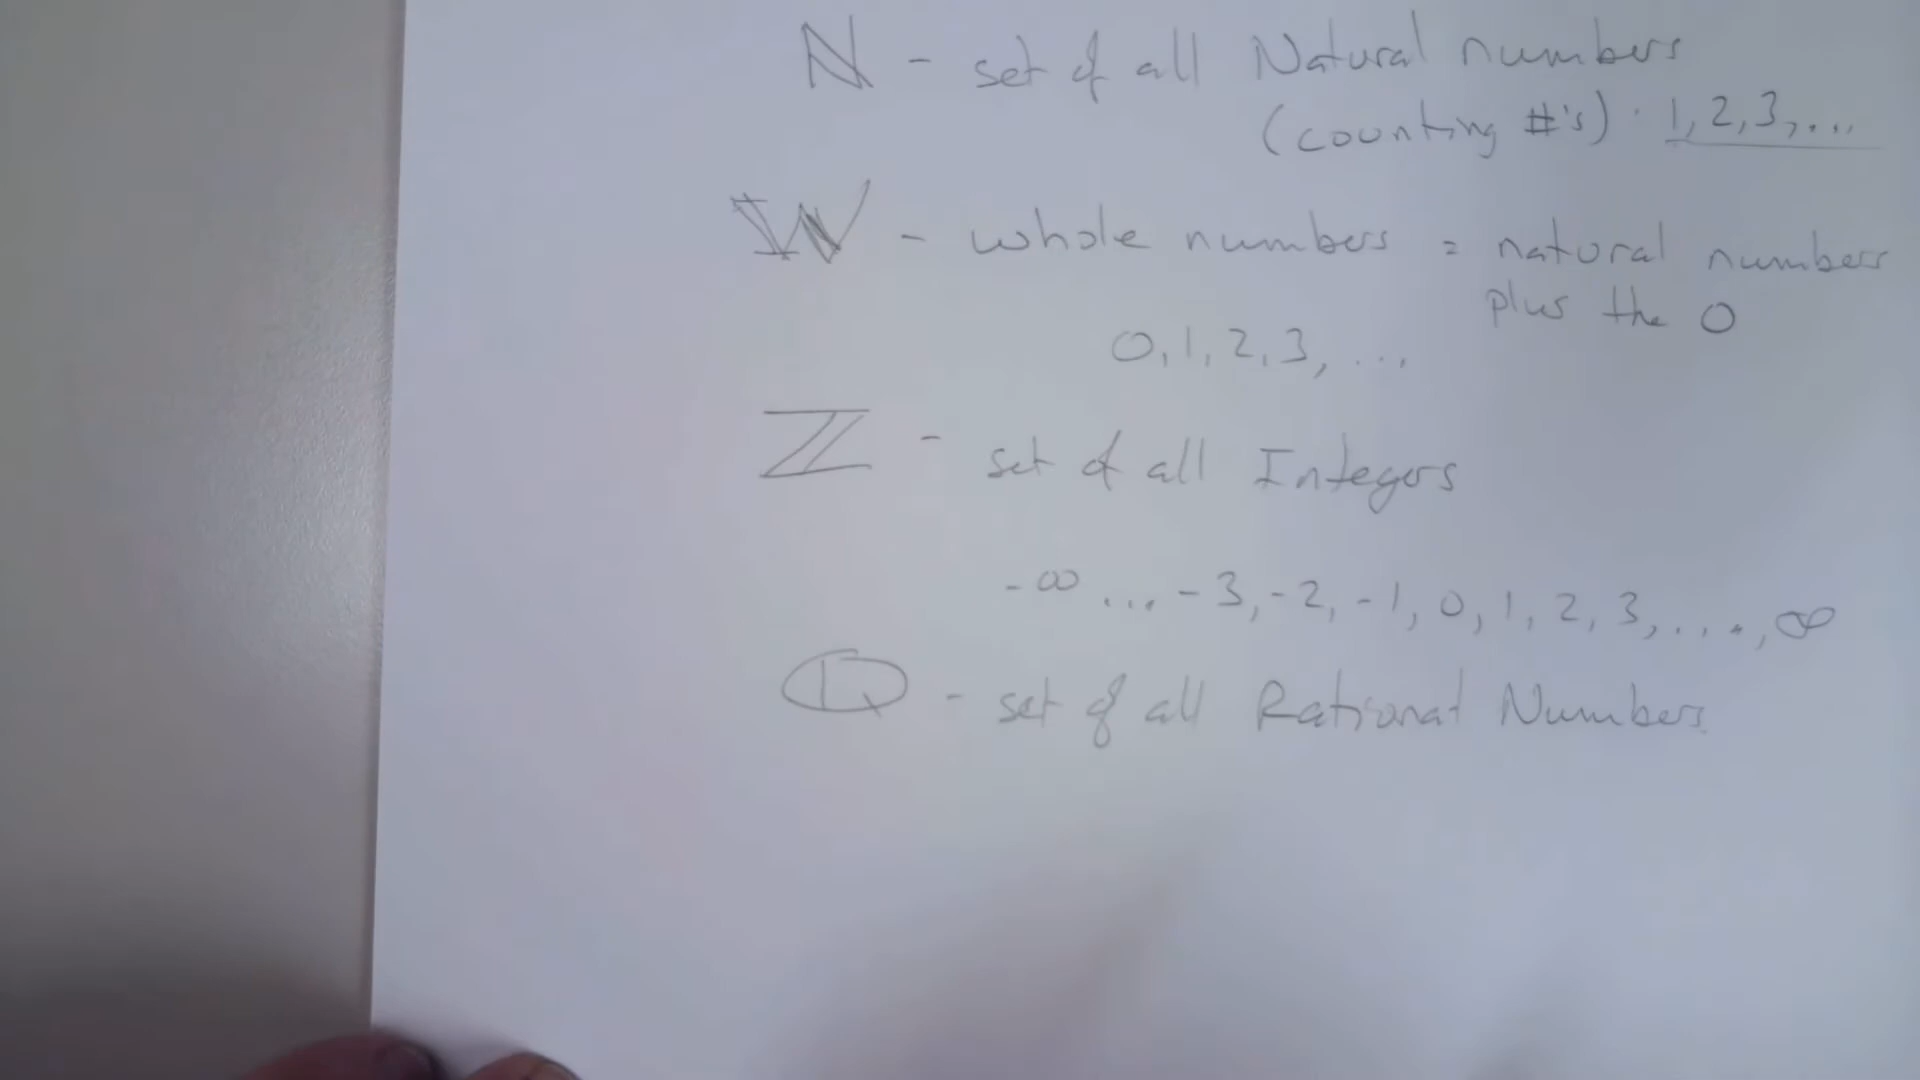 ℕ - set of all Natural numbers
(counting #'s) · 1, 2, 3, ...
𝕎 - whole numbers = natural numbers
plus the 0
0, 1, 2, 3, ...
ℤ - set of all Integers
-∞ ... -3, -2, -1, 0, 1, 2, 3, ..., ∞
ℚ - set of all Rational Numbers